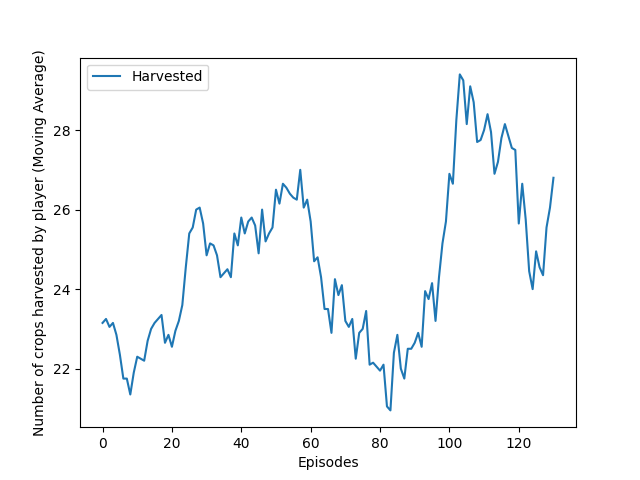 Harvested
Number of crops harvested by player (Moving Average)
28
26
24
22
0 20 40 60 80 100 120
Episodes